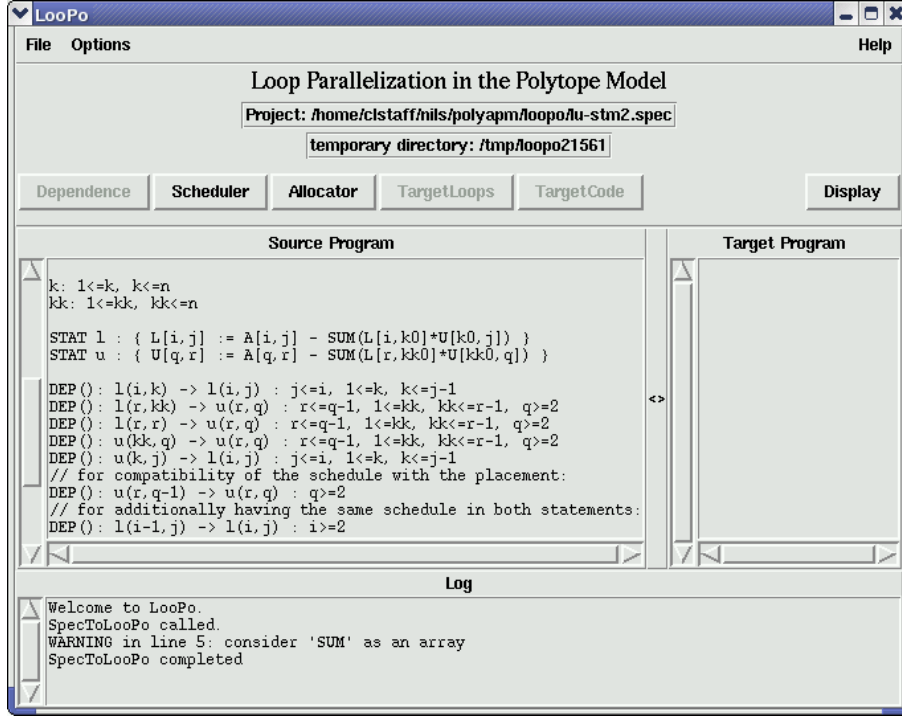 LooPo
File Options Help
Loop Parallelization in the Polytope Model
Project: /home/clstaff/nils/polyapm/loopo/lu-stm2.spec
temporary directory: /tmp/loopo21561
Dependence Scheduler Allocator TargetLoops TargetCode Display
Source Program
k: 1<=k, k<=n
kk: 1<=kk, kk<=n
STAT l : { L[i,j] := A[i,j] - SUM(L[i,k0]*U[k0,j]) }
STAT u : { U[q,r] := A[q,r] - SUM(L[r,kk0]*U[kk0,q]) }
DEP(): l(i,k) -> l(i,j) : j<=i, 1<=k, k<=j-1
DEP(): l(r,kk) -> u(r,q) : r<=q-1, 1<=kk, kk<=r-1, q>=2
DEP(): l(r,r) -> u(r,q) : r<=q-1, 1<=kk, kk<=r-1, q>=2
DEP(): u(kk,q) -> u(r,q) : r<=q-1, 1<=kk, kk<=r-1, q>=2
DEP(): u(k,j) -> l(i,j) : j<=i, 1<=k, k<=j-1
// for compatibility of the schedule with the placement:
DEP(): u(r,q-1) -> u(r,q) : q>=2
// for additionally having the same schedule in both statements:
DEP(): l(i-1,j) -> l(i,j) : i>=2
<>
Target Program
Log
Welcome to LooPo.
SpecToLooPo called.
WARNING in line 5: consider 'SUM' as an array
SpecToLooPo completed